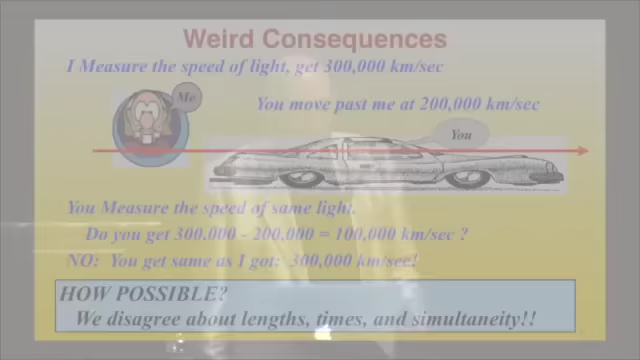 Weird Consequences
I Measure the speed of light, get 300,000 km/sec
Me
You move past me at 200,000 km/sec
You
You Measure the speed of same light.
Do you get 300.000 - 200,000 = 100,000 km/sec ?
NO: You get same as I got: 300,000 km/sec!
HOW POSSIBLE?
We disagree about lengths, times, and simultaneity!!